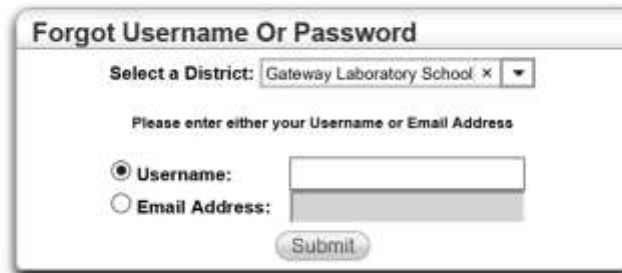 Forgot Username Or Password
Select a District: Gateway Laboratory School ×
Please enter either your Username or Email Address
Username:
Email Address:
Submit